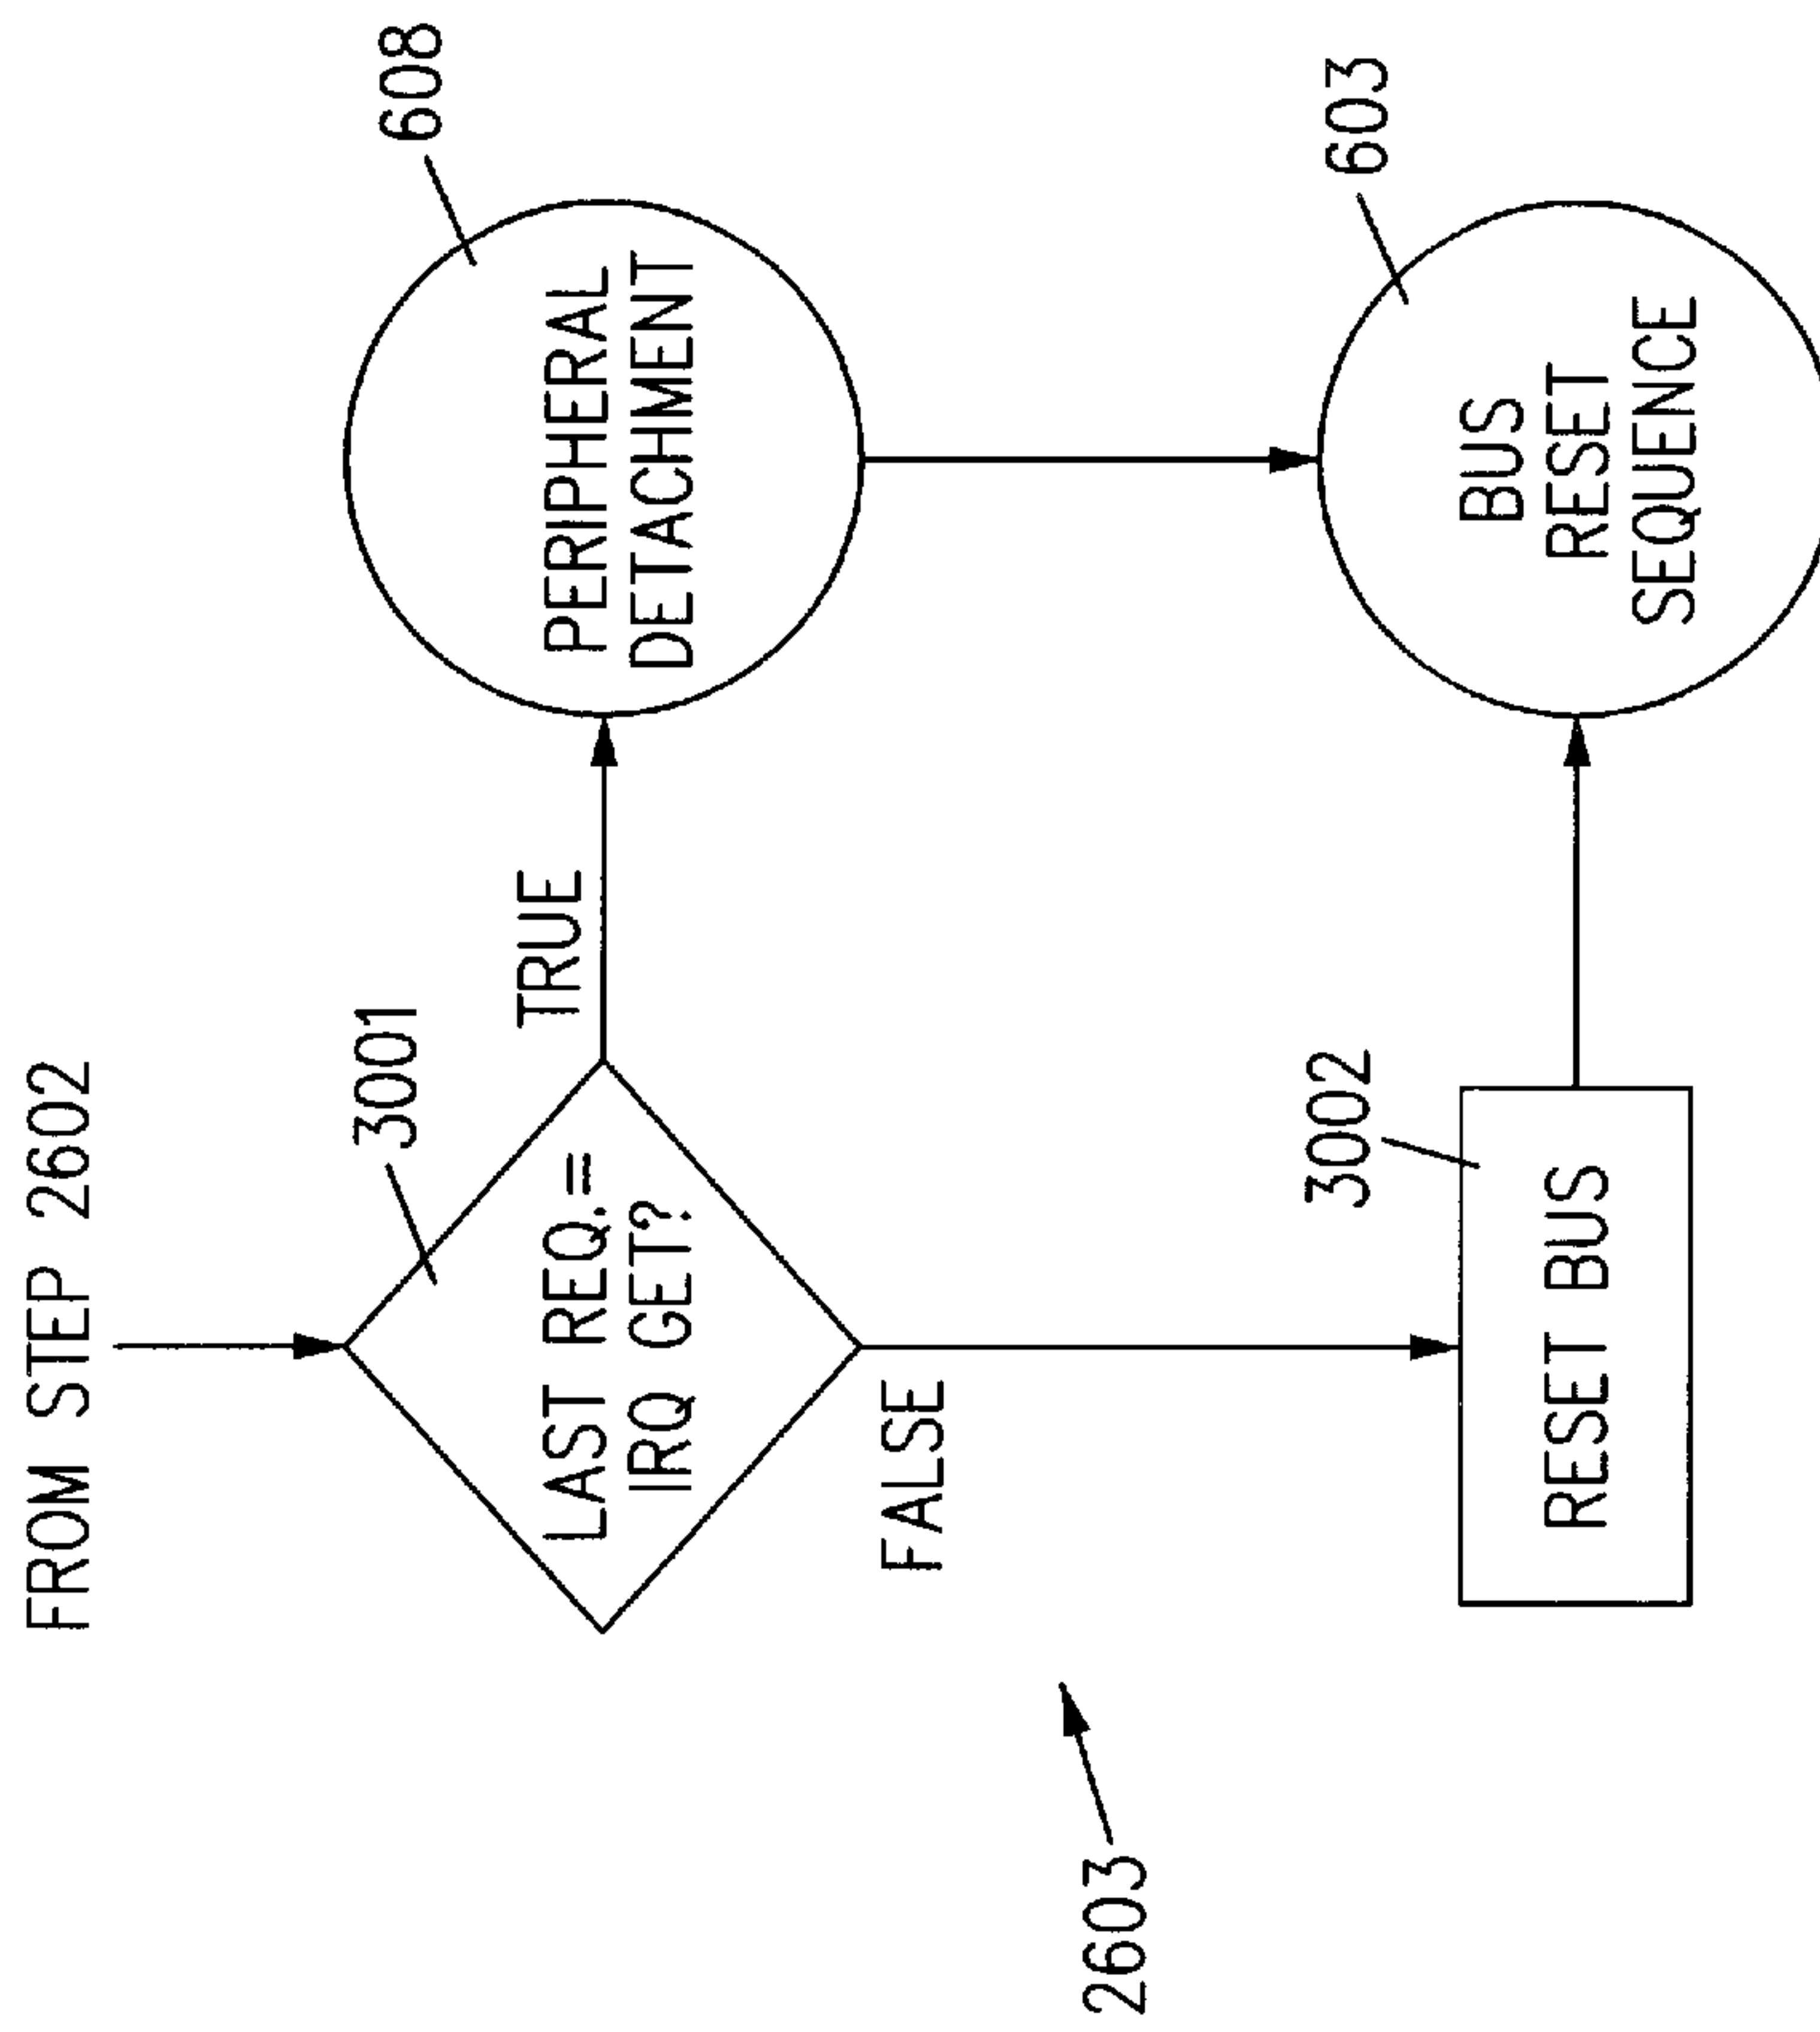 FROM STEP 2602
3001
LAST REQ.=
IRQ GET?
TRUE
PERIPHERAL
DETACHMENT
608
FALSE
3002
RESET BUS
BUS
RESET
SEQUENCE
603
2603